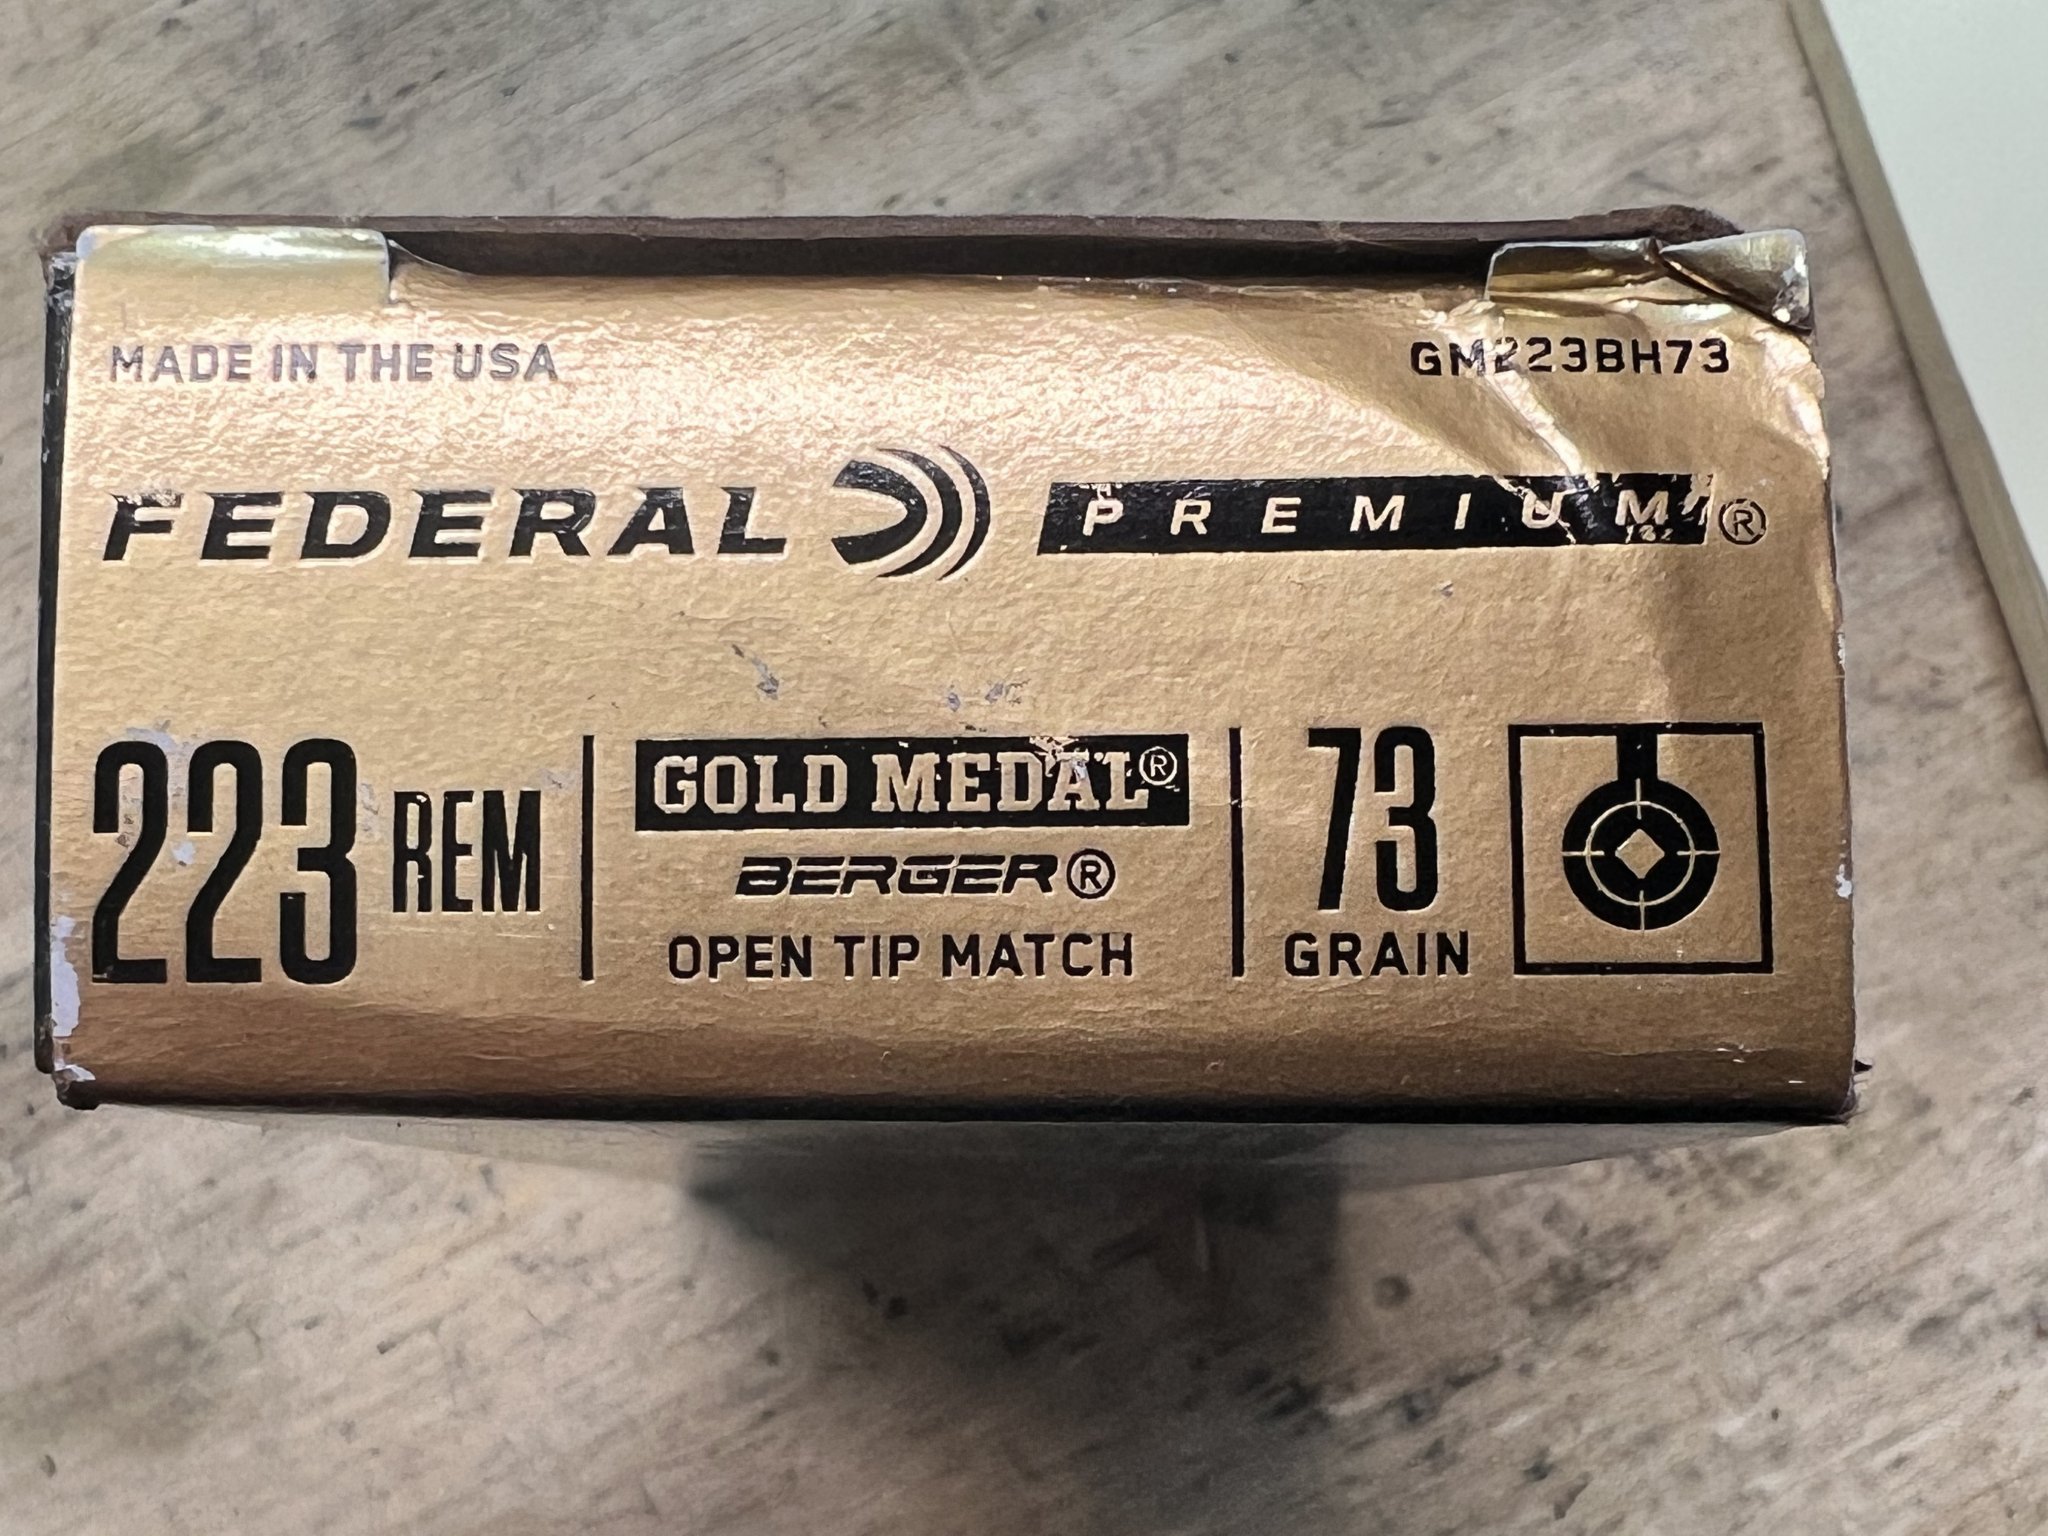 MADE IN THE USA
GM223BH73
FEDERAL PREMIUM®
223 REM
GOLD MEDAL®
BERGER®
OPEN TIP MATCH
73
GRAIN